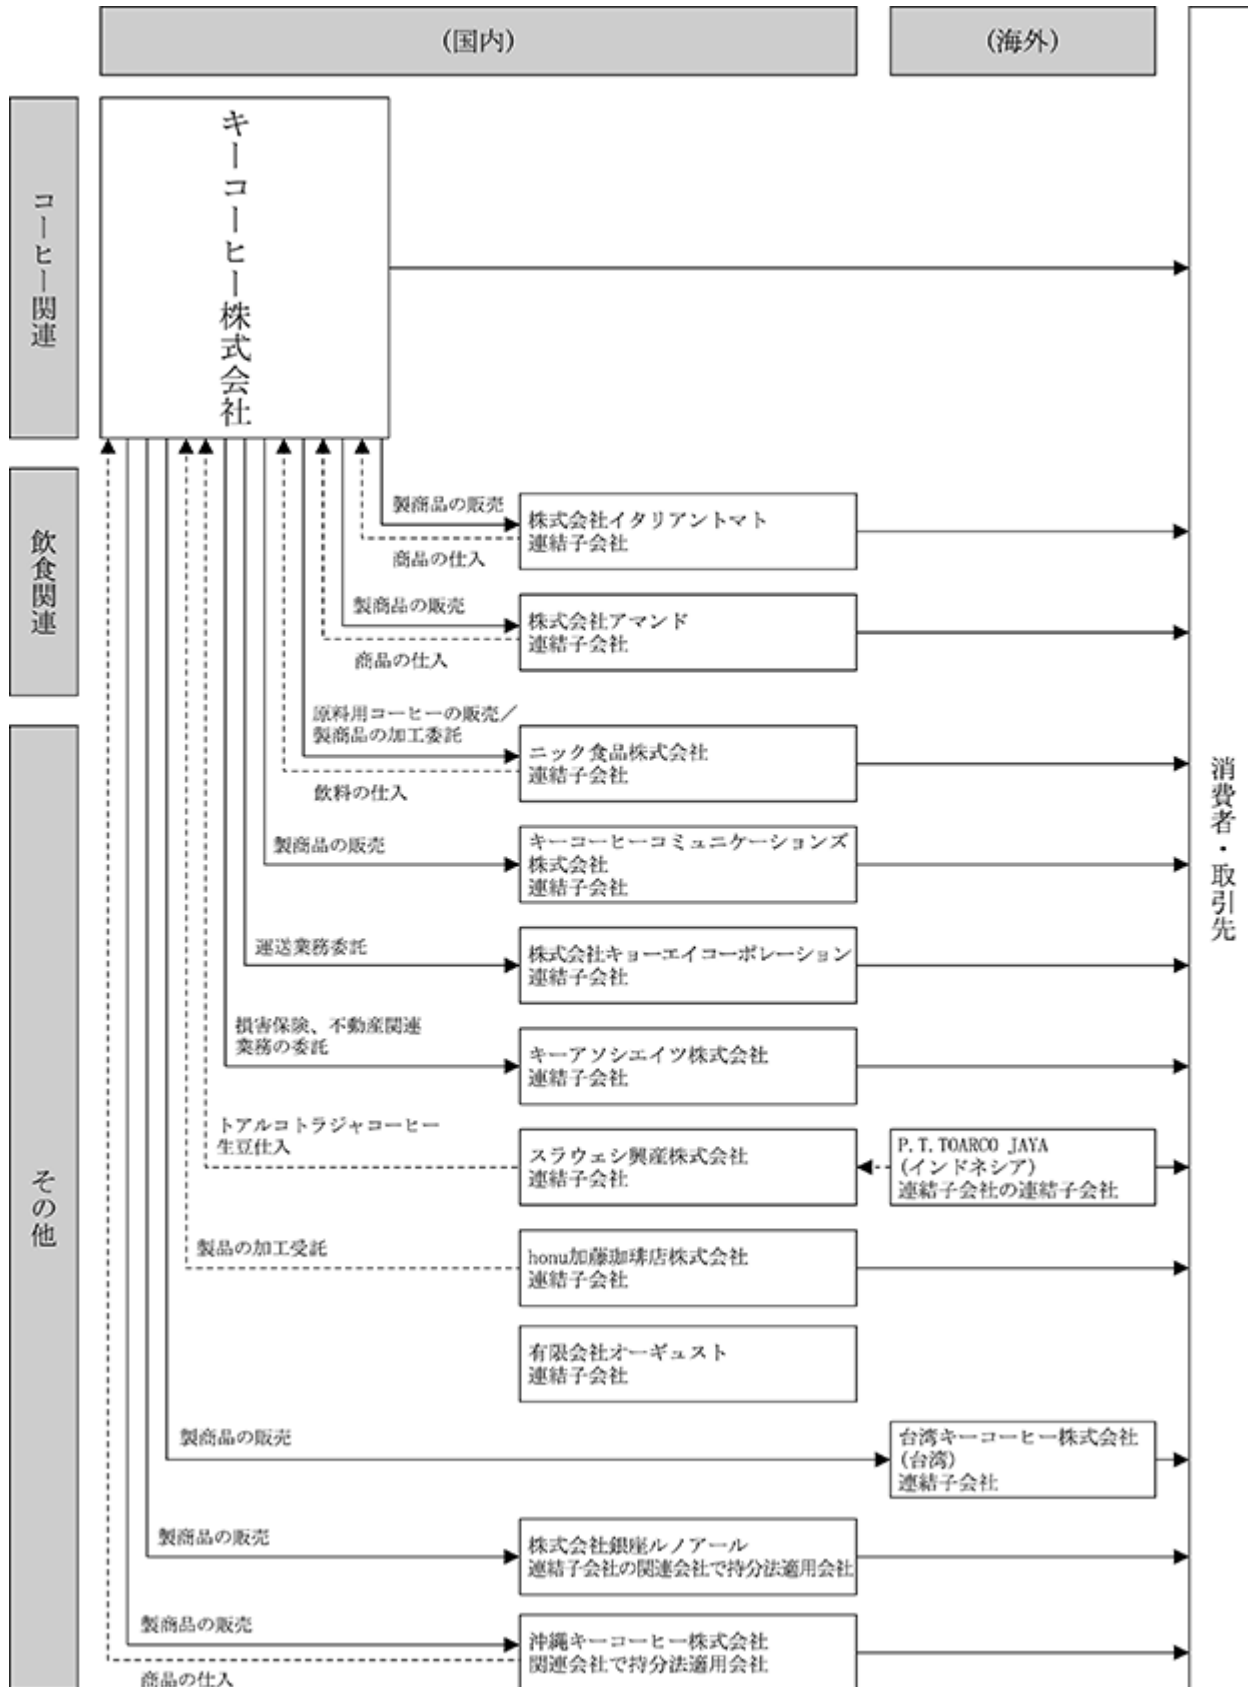 (国内)
(海外)
コーヒー関連
キーコーヒー株式会社
飲食関連
製商品の販売
株式会社イタリアントマト
連結子会社
商品の仕入
製商品の販売
株式会社アマンド
連結子会社
商品の仕入
その他
原料用コーヒーの販売/
製商品の加工委託
ニック食品株式会社
連結子会社
飲料の仕入
製商品の販売
キーコーヒーコミュニケーションズ
株式会社
連結子会社
運送業務委託
株式会社キョーエイコーポレーション
連結子会社
損害保険、不動産関連
業務の委託
キーアソシエイツ株式会社
連結子会社
トアルコトラジャコーヒー
生豆仕入
スラウェシ興産株式会社
連結子会社
P.T.TOARCO JAYA
(インドネシア)
連結子会社の連結子会社
製品の加工受託
honu加藤珈琲店株式会社
連結子会社
有限会社オーギュスト
連結子会社
製商品の販売
台湾キーコーヒー株式会社
(台湾)
連結子会社
製商品の販売
株式会社銀座ルノアール
連結子会社の関連会社で持分法適用会社
製商品の販売
沖縄キーコーヒー株式会社
関連会社で持分法適用会社
商品の仕入
消費者・取引先